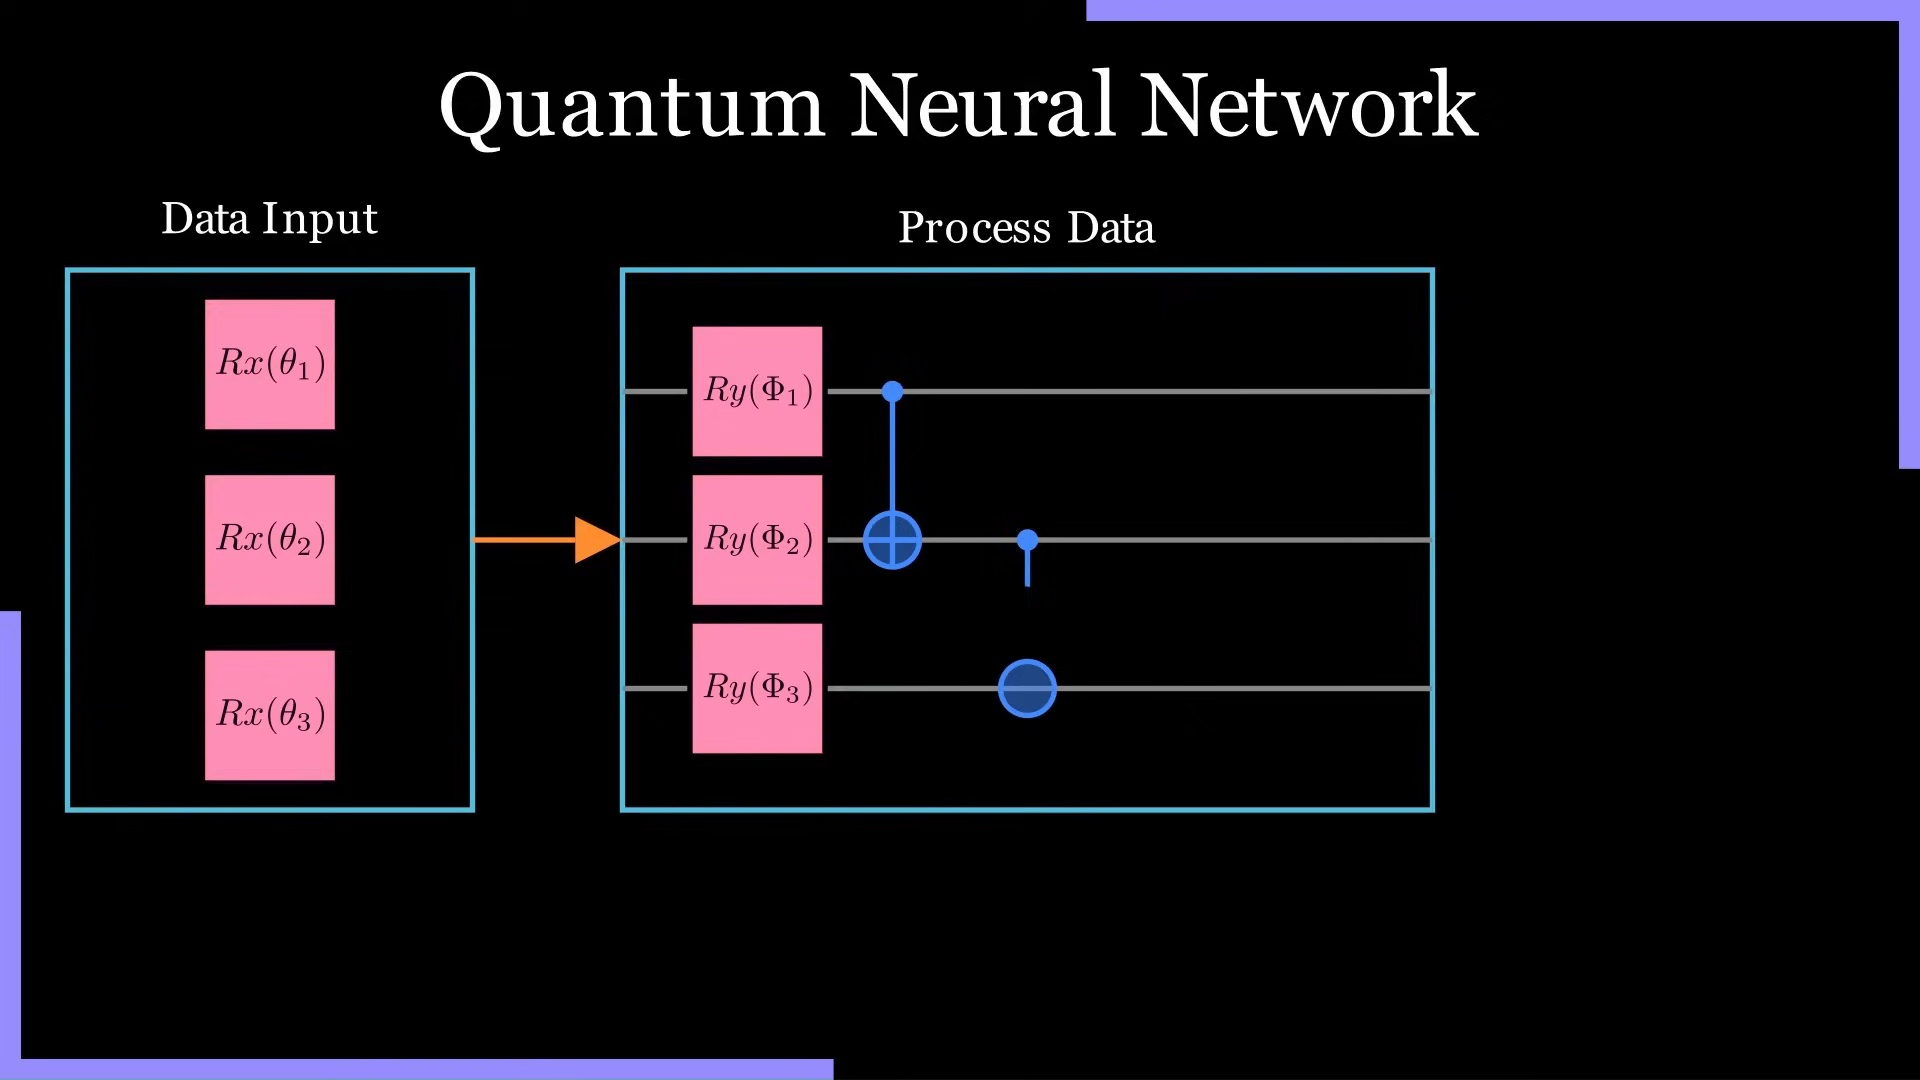 Quantum Neural Network
Data Input
Process Data
Rx(θ₁)
Rx(θ₂)
Rx(θ₃)
Ry(Φ₁)
Ry(Φ₂)
Ry(Φ₃)